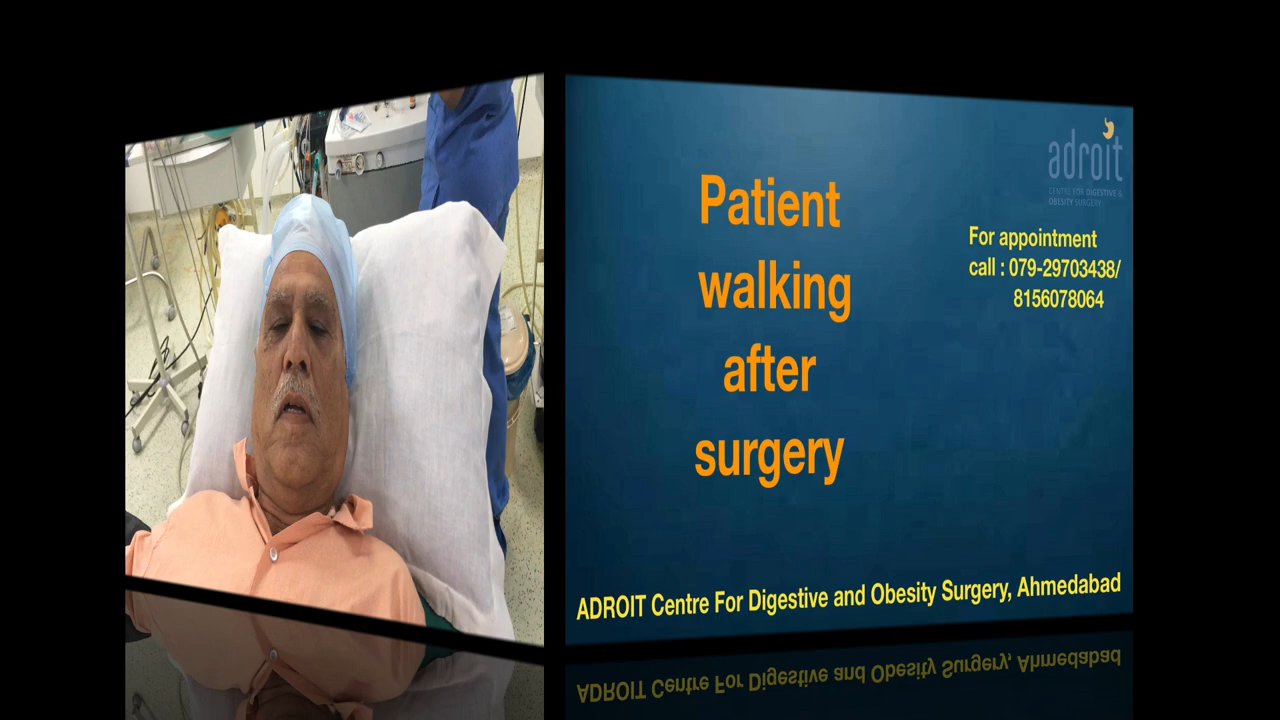 Patient
walking
after
surgery
adroit
CENTRE FOR DIGESTIVE &
OBESITY SURGERY
For appointment
call : 079-29703438/
8156078064
ADROIT Centre For Digestive and Obesity Surgery, Ahmedabad
ADROIT Centre For Digestive and Obesity Surgery, Ahmedabad